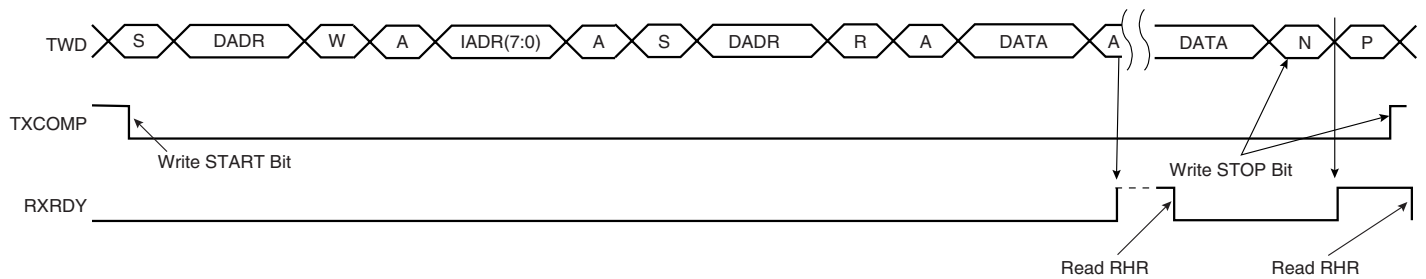 TWD S DADR W A IADR(7:0) A S DADR R A DATA A DATA N P
TXCOMP
Write START Bit
Write STOP Bit
RXRDY
Read RHR Read RHR